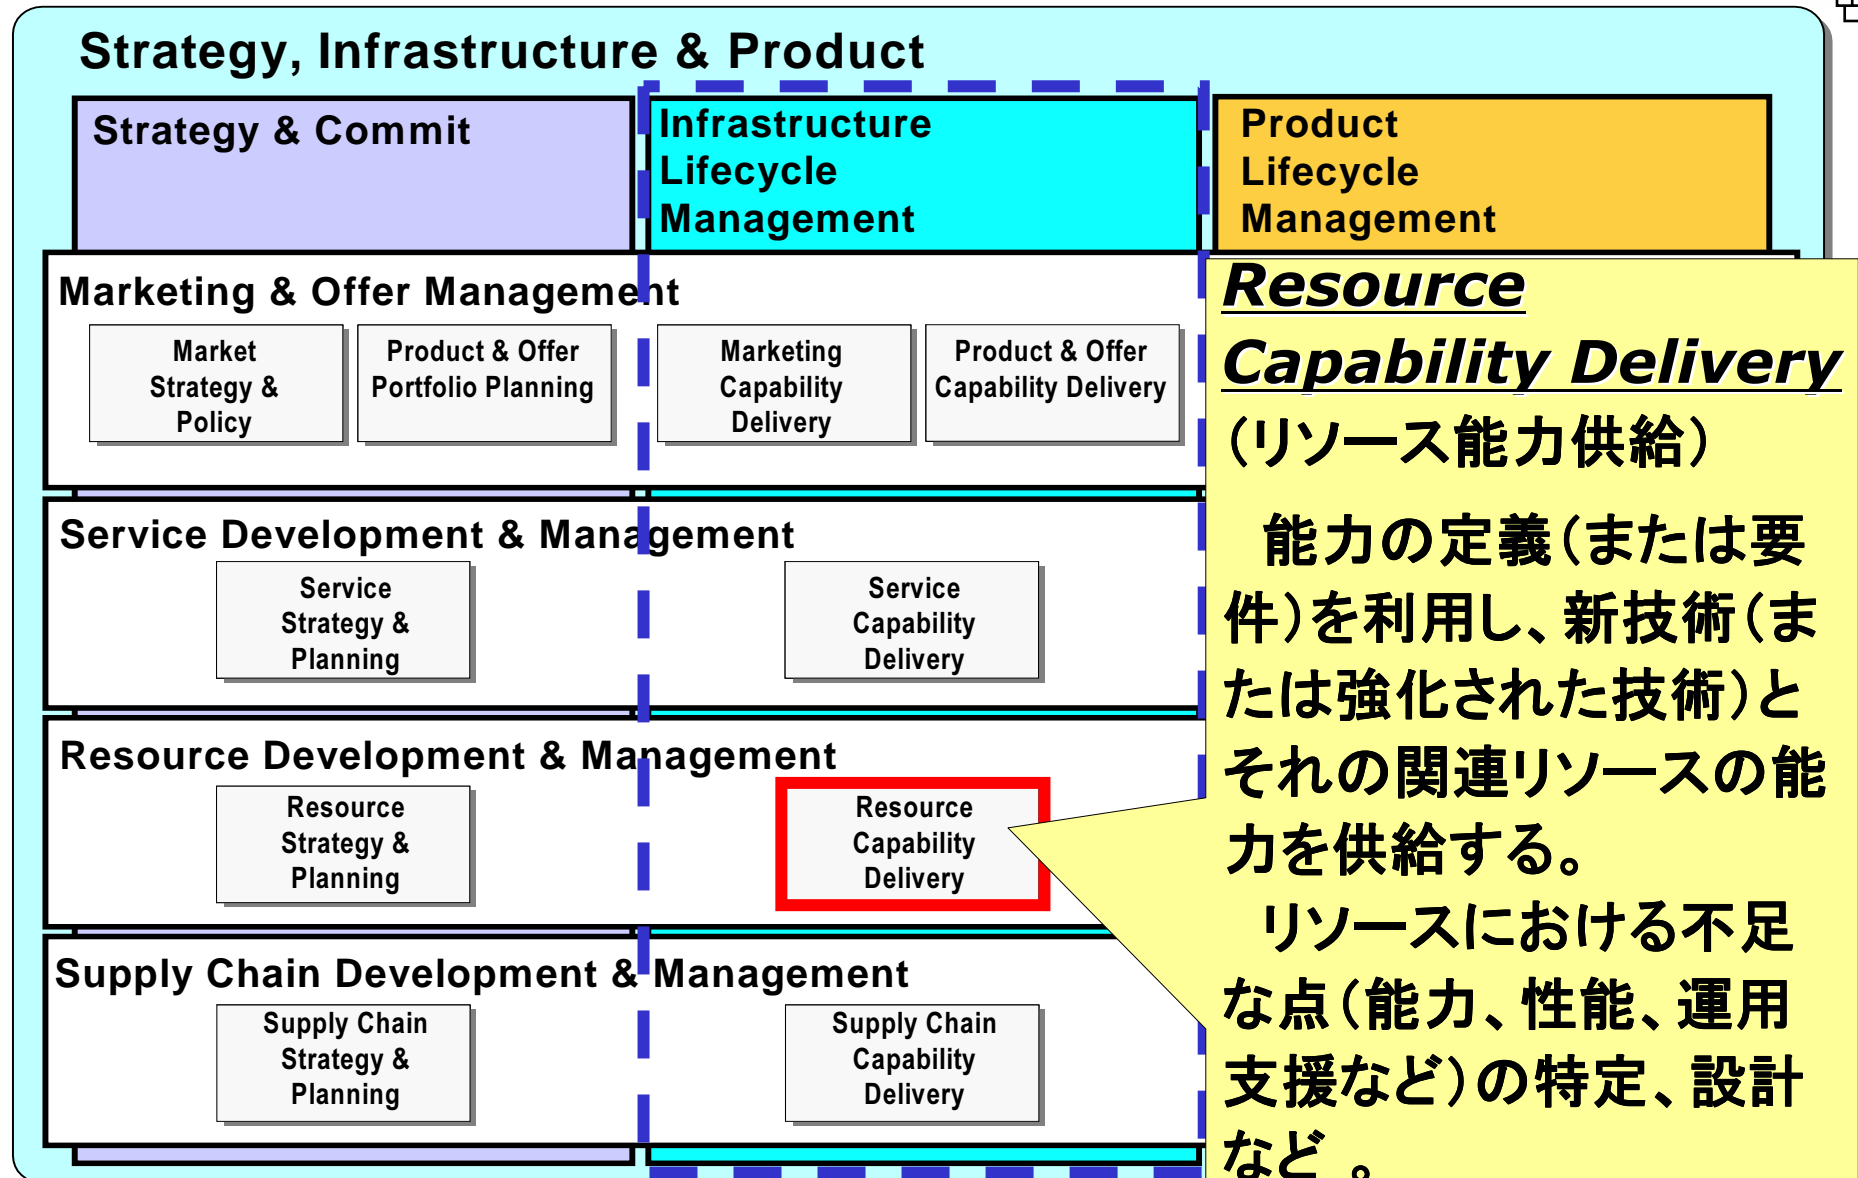 Strategy, Infrastructure & Product
Strategy & Commit
Infrastructure
Lifecycle
Management
Product
Lifecycle
Management
Marketing & Offer Management
Market
Strategy &
Policy
Product & Offer
Portfolio Planning
Marketing
Capability
Delivery
Product & Offer
Capability Delivery
Service Development & Management
Service
Strategy &
Planning
Service
Capability
Delivery
Resource Development & Management
Resource
Strategy &
Planning
Resource
Capability
Delivery
Supply Chain Development & Management
Supply Chain
Strategy &
Planning
Supply Chain
Capability
Delivery
Resource
Capability Delivery
（リソース能力供給）
能力の定義（または要
件）を利用し、新技術（ま
たは強化された技術）と
それの関連リソースの能
力を供給する。
リソースにおける不足
な点（能力、性能、運用
支援など）の特定、設計
など 。